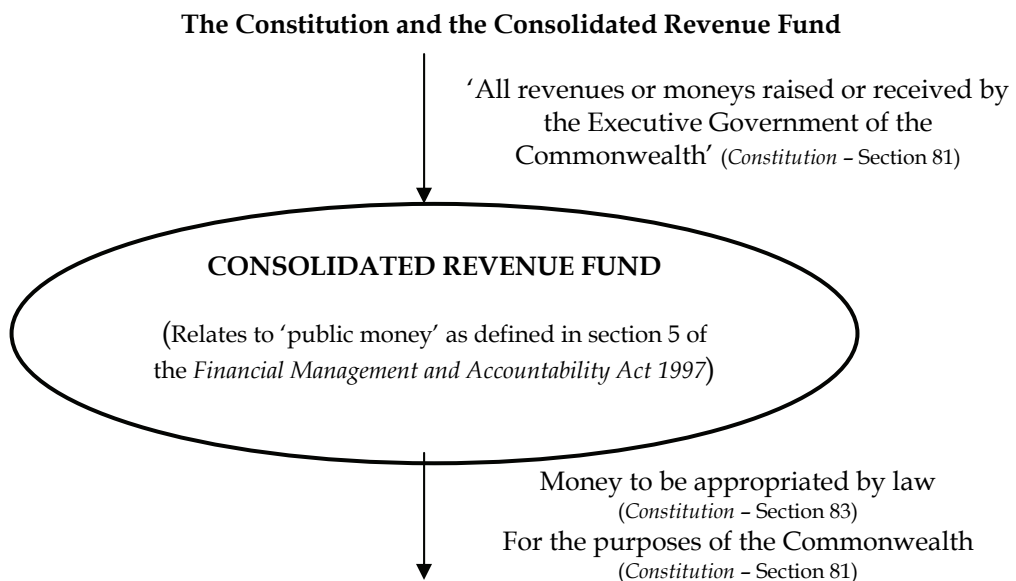 The Constitution and the Consolidated Revenue Fund
‘All revenues or moneys raised or received by
the Executive Government of the
Commonwealth’ (Constitution – Section 81)
CONSOLIDATED REVENUE FUND
(Relates to ‘public money’ as defined in section 5 of
the Financial Management and Accountability Act 1997)
Money to be appropriated by law
(Constitution – Section 83)
For the purposes of the Commonwealth
(Constitution – Section 81)